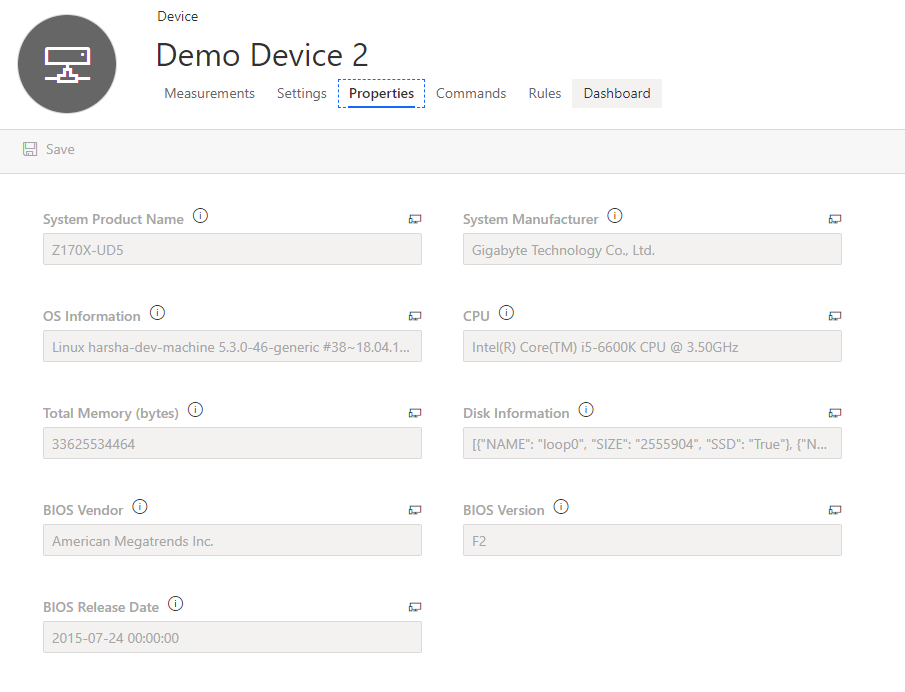 Device
Demo Device 2
Measurements Settings Properties Commands Rules Dashboard
Save
System Product Name
Z170X-UD5
System Manufacturer
Gigabyte Technology Co., Ltd.
OS Information
Linux harsha-dev-machine 5.3.0-46-generic #38~18.04.1...
CPU
Intel(R) Core(TM) i5-6600K CPU @ 3.50GHz
Total Memory (bytes)
33625534464
Disk Information
[{"NAME": "loop0", "SIZE": "2555904", "SSD": "True"}, {"N...
BIOS Vendor
American Megatrends Inc.
BIOS Version
F2
BIOS Release Date
2015-07-24 00:00:00